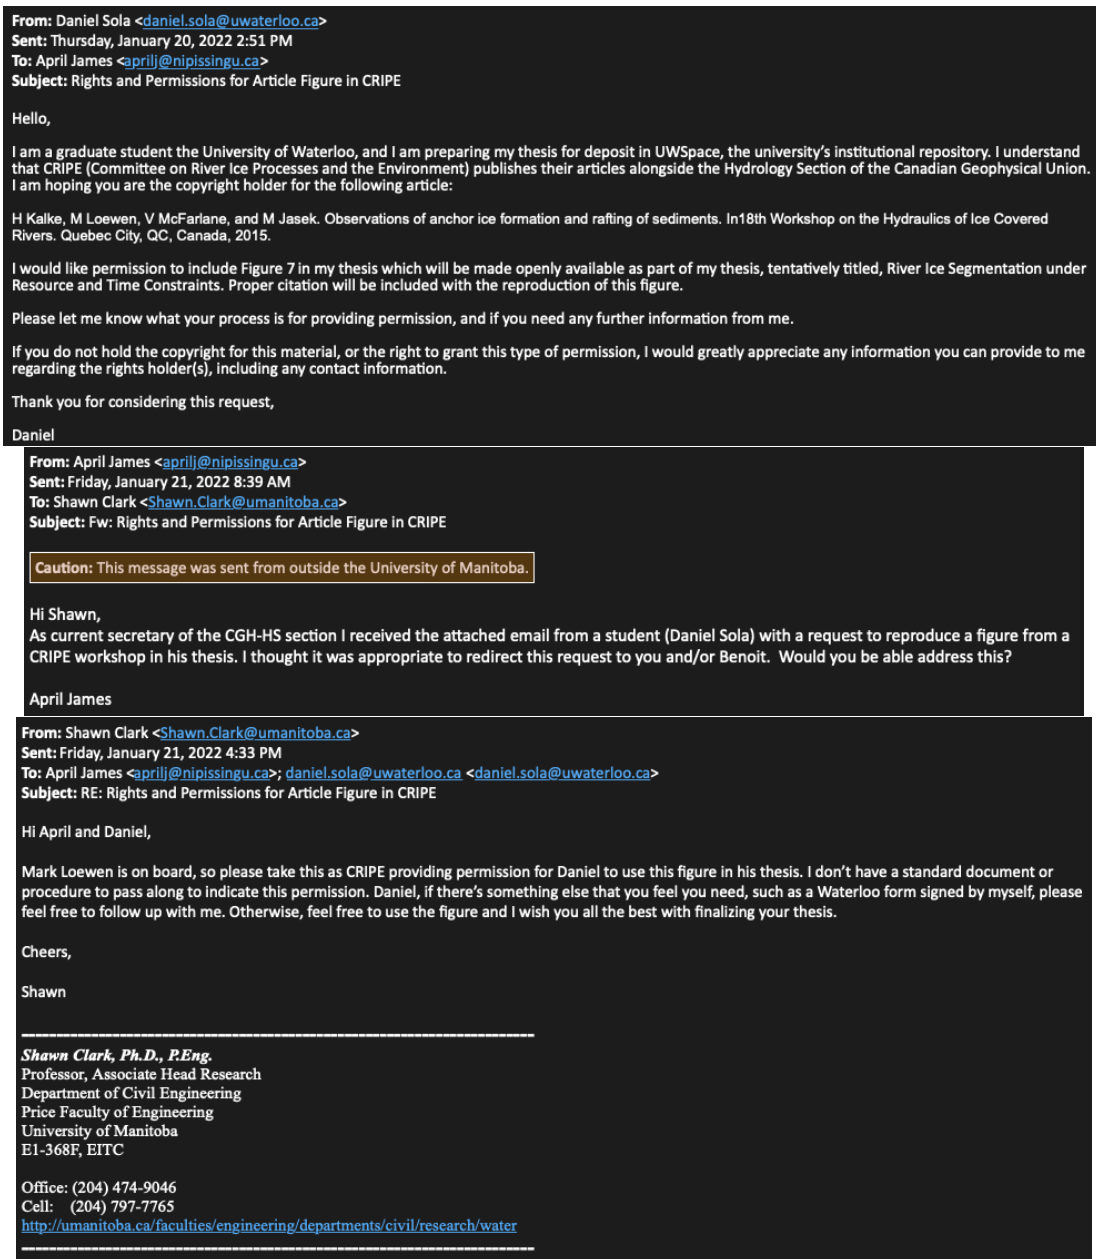 From: Daniel Sola <daniel.sola@uwaterloo.ca>
Sent: Thursday, January 20, 2022 2:51 PM
To: April James <aprilj@nipissingu.ca>
Subject: Rights and Permissions for Article Figure in CRIPE
Hello,
I am a graduate student the University of Waterloo, and I am preparing my thesis for deposit in UWSpace, the university's institutional repository. I understand
that CRIPE (Committee on River Ice Processes and the Environment) publishes their articles alongside the Hydrology Section of the Canadian Geophysical Union.
I am hoping you are the copyright holder for the following article:
H Kalke, M Loewen, V McFarlane, and M Jasek. Observations of anchor ice formation and rafting of sediments. In18th Workshop on the Hydraulics of Ice Covered
Rivers. Quebec City, QC, Canada, 2015.
I would like permission to include Figure 7 in my thesis which will be made openly available as part of my thesis, tentatively titled, River Ice Segmentation under
Resource and Time Constraints. Proper citation will be included with the reproduction of this figure.
Please let me know what your process is for providing permission, and if you need any further information from me.
If you do not hold the copyright for this material, or the right to grant this type of permission, I would greatly appreciate any information you can provide to me
regarding the rights holder(s), including any contact information.
Thank you for considering this request,
Daniel
From: April James <aprilj@nipissingu.ca>
Sent: Friday, January 21, 2022 8:39 AM
To: Shawn Clark <Shawn.Clark@umanitoba.ca>
Subject: Fw: Rights and Permissions for Article Figure in CRIPE
Caution: This message was sent from outside the University of Manitoba.
Hi Shawn,
As current secretary of the CGH-HS section I received the attached email from a student (Daniel Sola) with a request to reproduce a figure from a
CRIPE workshop in his thesis. I thought it was appropriate to redirect this request to you and/or Benoit.  Would you be able address this?
April James
From: Shawn Clark <Shawn.Clark@umanitoba.ca>
Sent: Friday, January 21, 2022 4:33 PM
To: April James <aprilj@nipissingu.ca>; daniel.sola@uwaterloo.ca <daniel.sola@uwaterloo.ca>
Subject: RE: Rights and Permissions for Article Figure in CRIPE
Hi April and Daniel,
Mark Loewen is on board, so please take this as CRIPE providing permission for Daniel to use this figure in his thesis. I don't have a standard document or
procedure to pass along to indicate this permission. Daniel, if there's something else that you feel you need, such as a Waterloo form signed by myself, please
feel free to follow up with me. Otherwise, feel free to use the figure and I wish you all the best with finalizing your thesis.
Cheers,
Shawn
Shawn Clark, Ph.D., P.Eng.
Professor, Associate Head Research
Department of Civil Engineering
Price Faculty of Engineering
University of Manitoba
E1-368F, EITC
Office: (204) 474-9046
Cell: (204) 797-7765
http://umanitoba.ca/faculties/engineering/departments/civil/research/water